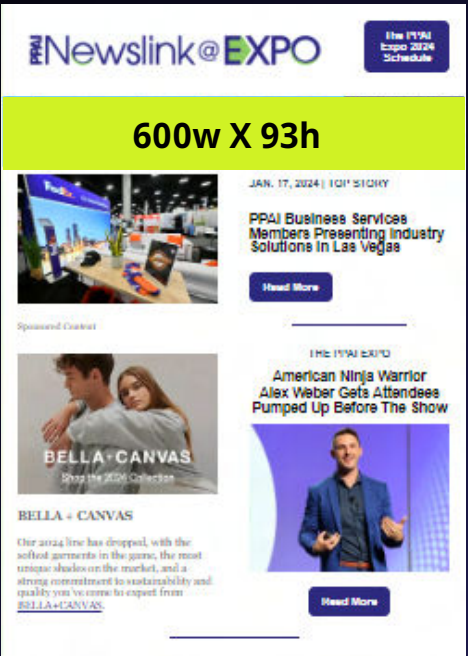 PPAI Newslink@EXPO
The PPAI
Expo 2024
Schedule
600w X 93h
FedEx
JAN. 17, 2024 | TOP STORY
PPAI Business Services
Members Presenting Industry
Solutions In Las Vegas
Read More
Sponsored Content
BELLA+CANVAS
Shop the 2024 Collection
BELLA + CANVAS
Our 2024 line has dropped, with the
softest garments in the game, the most
unique shades on the market, and a
strong commitment to sustainability and
quality you've come to expect from
BELLA+CANVAS.
THE PPAI EXPO
American Ninja Warrior
Alex Weber Gets Attendees
Pumped Up Before The Show
Read More